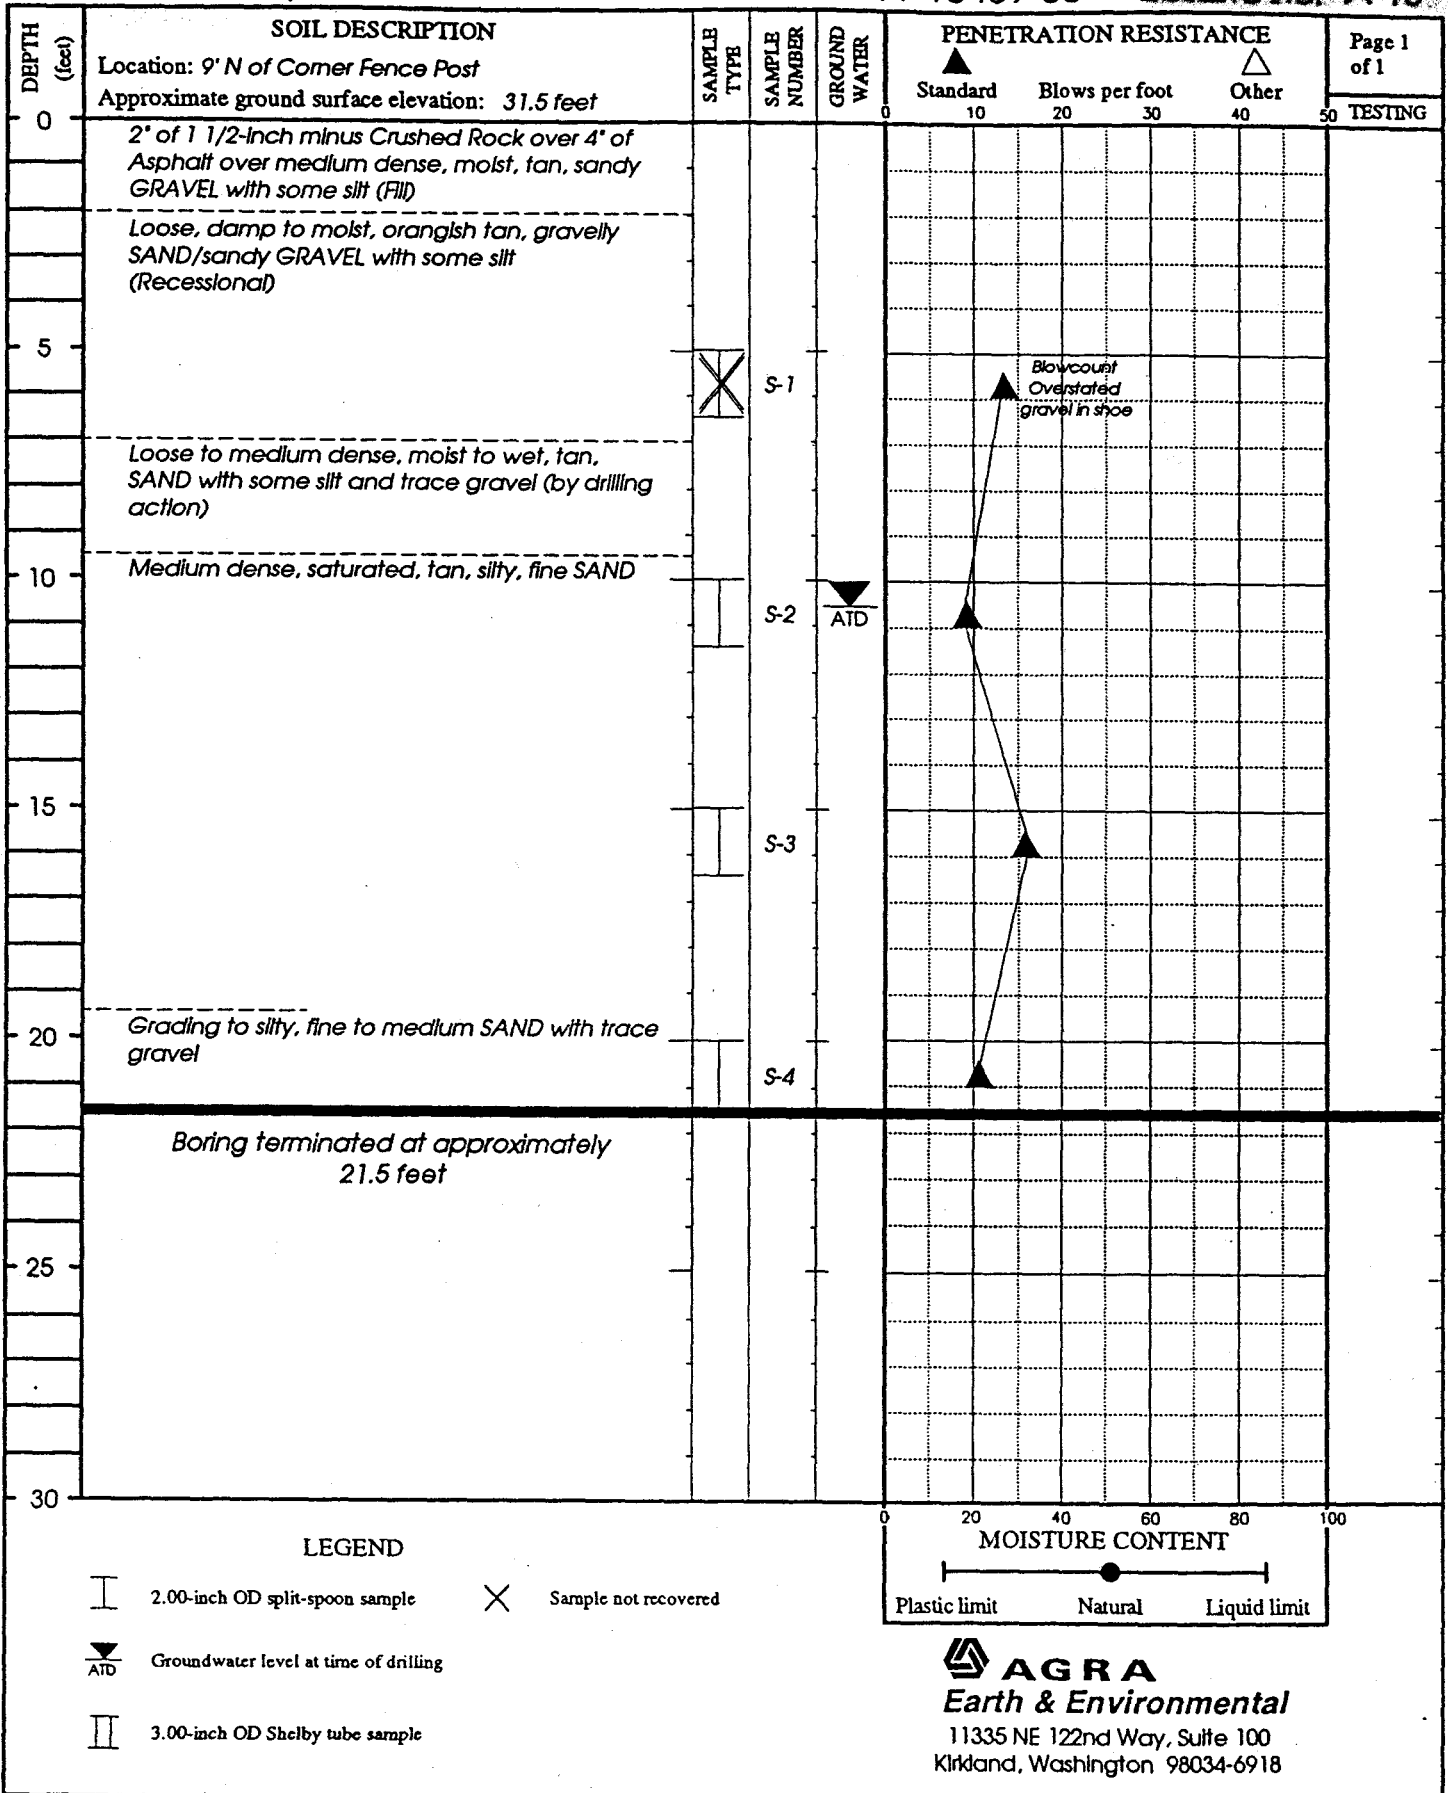 DEPTH (feet)
SOIL DESCRIPTION
Location: 9' N of Corner Fence Post
Approximate ground surface elevation: 31.5 feet
SAMPLE TYPE
SAMPLE NUMBER
GROUND WATER
PENETRATION RESISTANCE
Standard Blows per foot Other
0 10 20 30 40 50
Page 1 of 1
TESTING
0
2" of 1 1/2-inch minus Crushed Rock over 4" of
Asphalt over medium dense, moist, tan, sandy
GRAVEL with some silt (Fill)
Loose, damp to moist, orangish tan, gravelly
SAND/sandy GRAVEL with some silt
(Recessional)
5
S-1
Blowcount
Overstated
gravel in shoe
Loose to medium dense, moist to wet, tan,
SAND with some silt and trace gravel (by drilling
action)
10
Medium dense, saturated, tan, silty, fine SAND
S-2
ATD
15
S-3
20
Grading to silty, fine to medium SAND with trace
gravel
S-4
Boring terminated at approximately
21.5 feet
25
30
0 20 40 60 80 100
MOISTURE CONTENT
Plastic limit Natural Liquid limit
LEGEND
2.00-inch OD split-spoon sample
Sample not recovered
ATD Groundwater level at time of drilling
3.00-inch OD Shelby tube sample
AGRA
Earth & Environmental
11335 NE 122nd Way, Suite 100
Kirkland, Washington 98034-6918